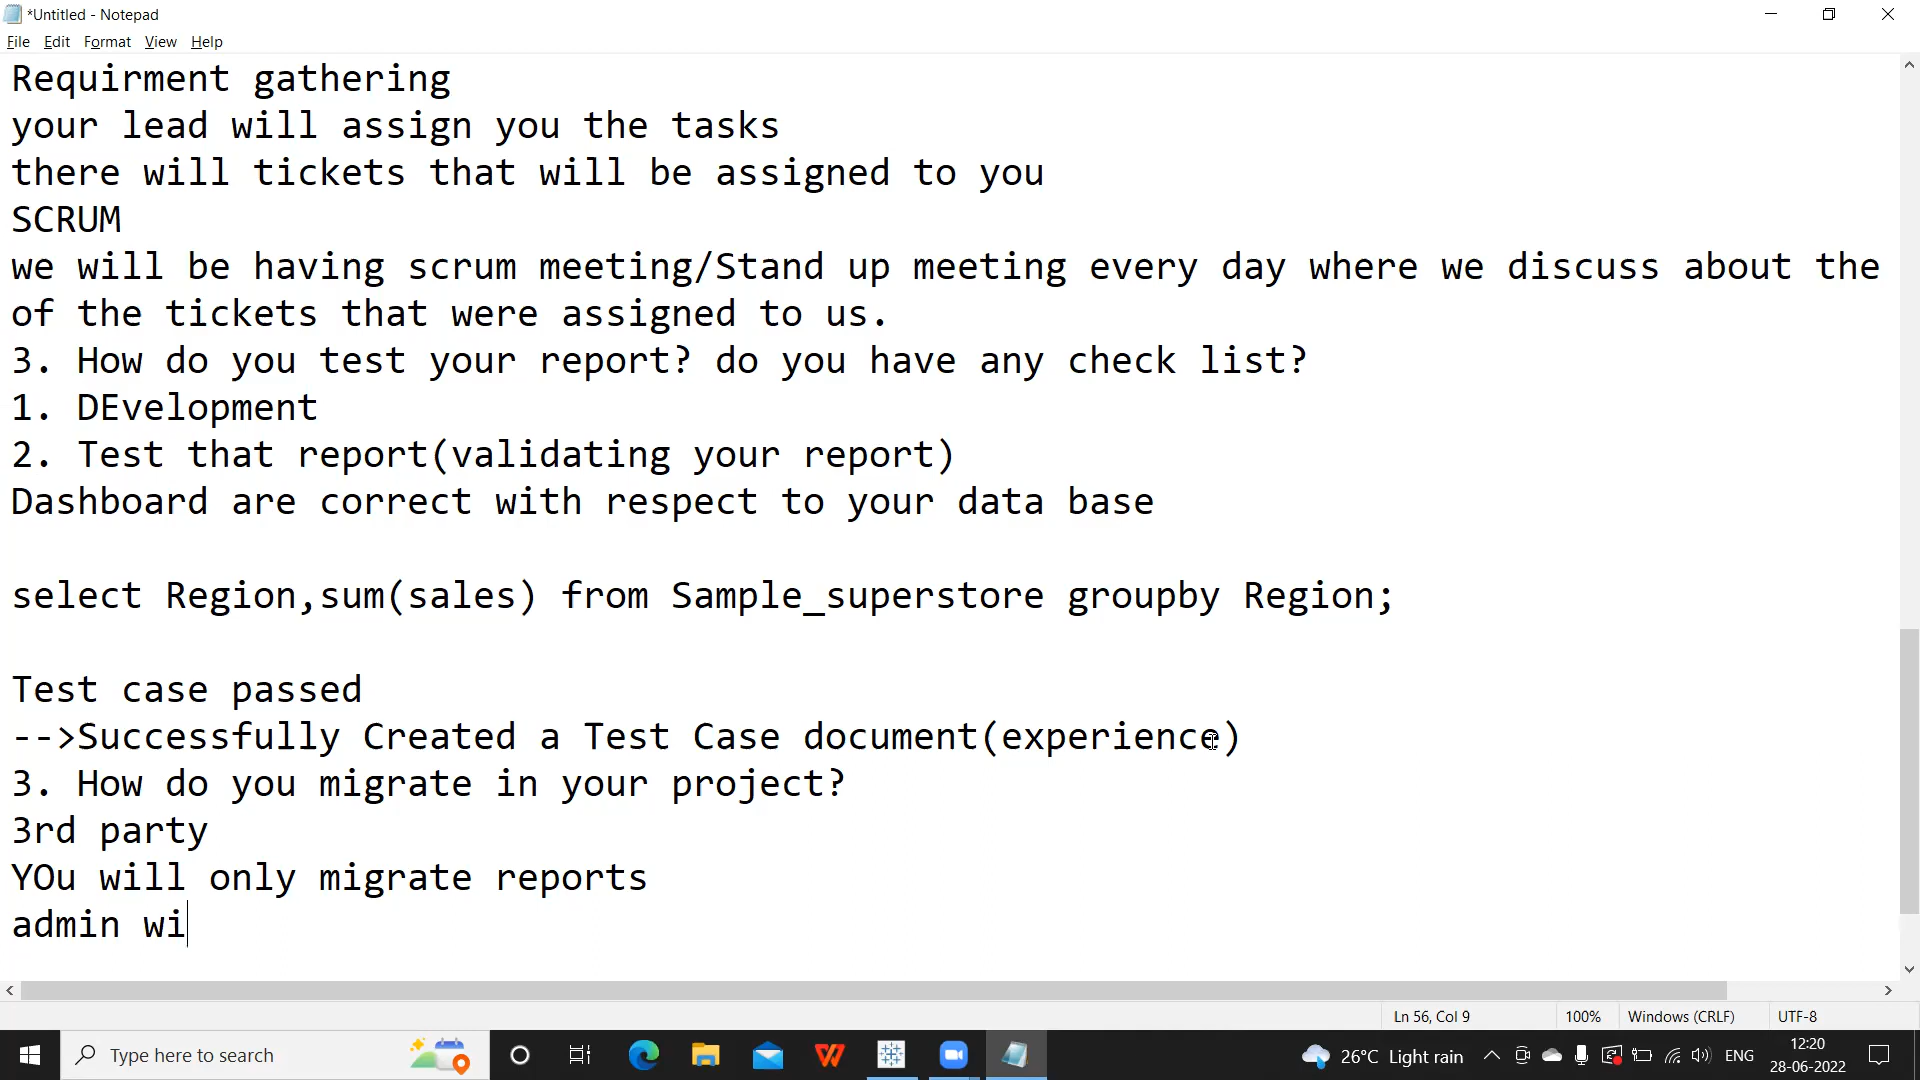 *Untitled - Notepad
File Edit Format View Help
Requirment gathering
your lead will assign you the tasks
there will tickets that will be assigned to you
SCRUM
we will be having scrum meeting/Stand up meeting every day where we discuss about the
of the tickets that were assigned to us.
3. How do you test your report? do you have any check list?
1. DEvelopment
2. Test that report(validating your report)
Dashboard are correct with respect to your data base
select Region,sum(sales) from Sample_superstore groupby Region;
Test case passed
-->Successfully Created a Test Case document(experience)
3. How do you migrate in your project?
3rd party
YOu will only migrate reports
admin wi
Ln 56, Col 9 100% Windows (CRLF) UTF-8
Type here to search
26°C Light rain
ENG
12:20
28-06-2022